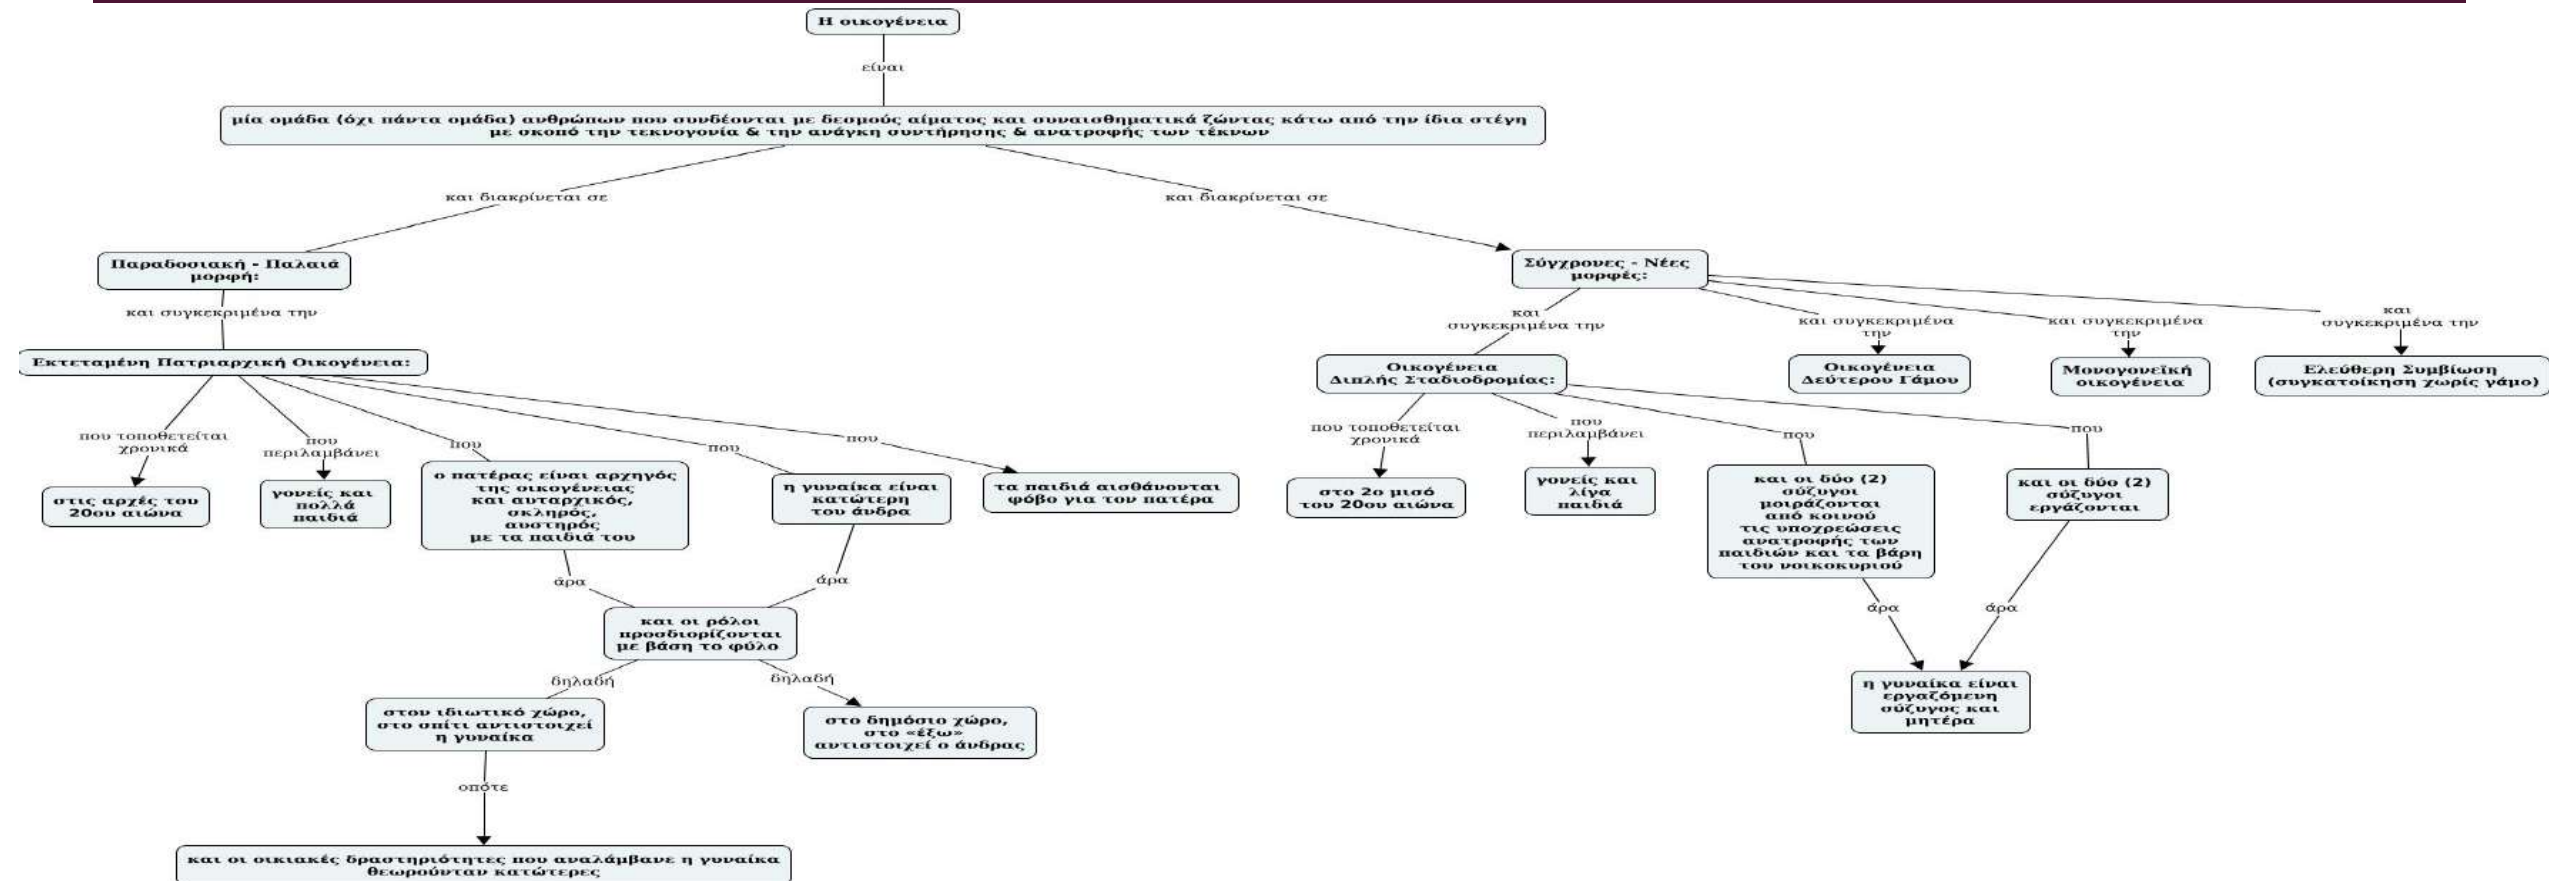 Η οικογένεια
είναι
μία ομάδα (όχι πάντα ομάδα) ανθρώπων που συνδέονται με δεσμούς αίματος και συναισθηματικά ζώντας κάτω από την ίδια στέγη
με σκοπό την τεκνογονία & την ανάγκη συντήρησης & ανατροφής των τέκνων
και διακρίνεται σε
και διακρίνεται σε
Παραδοσιακή - Παλαιά
μορφή:
και συγκεκριμένα την
Εκτεταμένη Πατριαρχική Οικογένεια:
που τοποθετείται
χρονικά
στις αρχές του
20ου αιώνα
που
περιλαμβάνει
γονείς και
πολλά
παιδιά
που
ο πατέρας είναι αρχηγός
της οικογένειας
και αυταρχικός,
σκληρός,
αυστηρός
με τα παιδιά του
που
η γυναίκα είναι
κατώτερη
του άνδρα
που
τα παιδιά αισθάνονται
φόβο για τον πατέρα
άρα
άρα
και οι ρόλοι
προσδιορίζονται
με βάση το φύλο
δηλαδή
στον ιδιωτικό χώρο,
στο σπίτι αντιστοιχεί
η γυναίκα
δηλαδή
στο δημόσιο χώρο,
στο «έξω»
αντιστοιχεί ο άνδρας
οπότε
και οι οικιακές δραστηριότητες που αναλάμβανε η γυναίκα
θεωρούνταν κατώτερες
Σύγχρονες - Νέες
μορφές:
και
συγκεκριμένα την
Οικογένεια
Διπλής Σταδιοδρομίας:
και συγκεκριμένα
την
Οικογένεια
Δεύτερου Γάμου
και συγκεκριμένα
την
Μονογονεϊκή
οικογένεια
και
συγκεκριμένα την
Ελεύθερη Συμβίωση
(συγκατοίκηση χωρίς γάμο)
που τοποθετείται
χρονικά
στο 2ο μισό
του 20ου αιώνα
που
περιλαμβάνει
γονείς και
λίγα
παιδιά
που
και οι δύο (2)
σύζυγοι
μοιράζονται
από κοινού
τις υποχρεώσεις
ανατροφής των
παιδιών και τα βάρη
του νοικοκυριού
που
και οι δύο (2)
σύζυγοι
εργάζονται
άρα
άρα
η γυναίκα είναι
εργαζόμενη
σύζυγος και
μητέρα